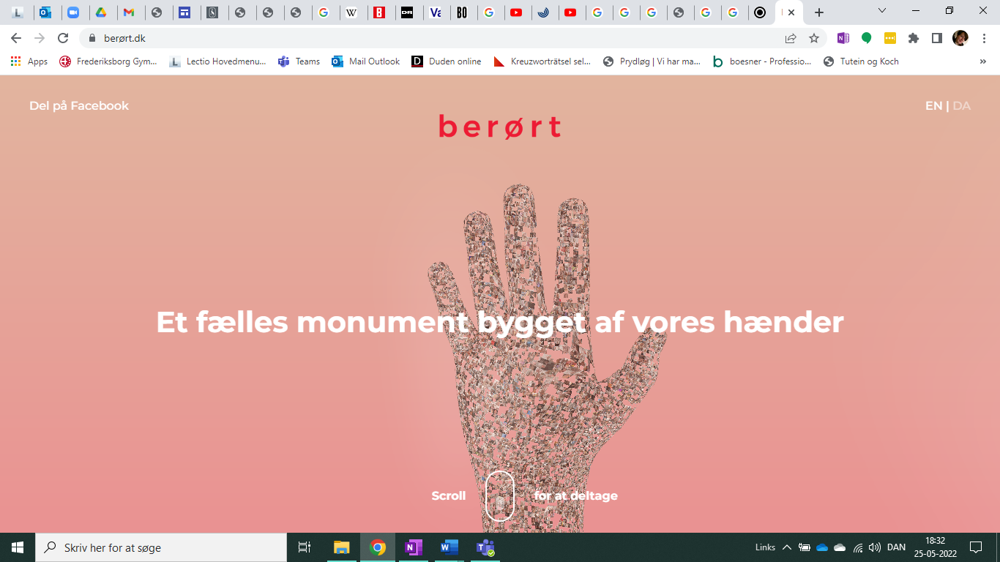 berørt.dk
Apps
Frederiksborg Gym...
Lectio Hovedmenu...
Teams
Mail Outlook
Duden online
Kreuzworträtsel sel...
Prydløg | Vi har ma...
boesner - Professio...
Tutein og Koch
»
Del på Facebook
EN | DA
berørt
Et fælles monument bygget af vores hænder
Scroll for at deltage
Skriv her for at søge
Links
DAN
18:32
25-05-2022